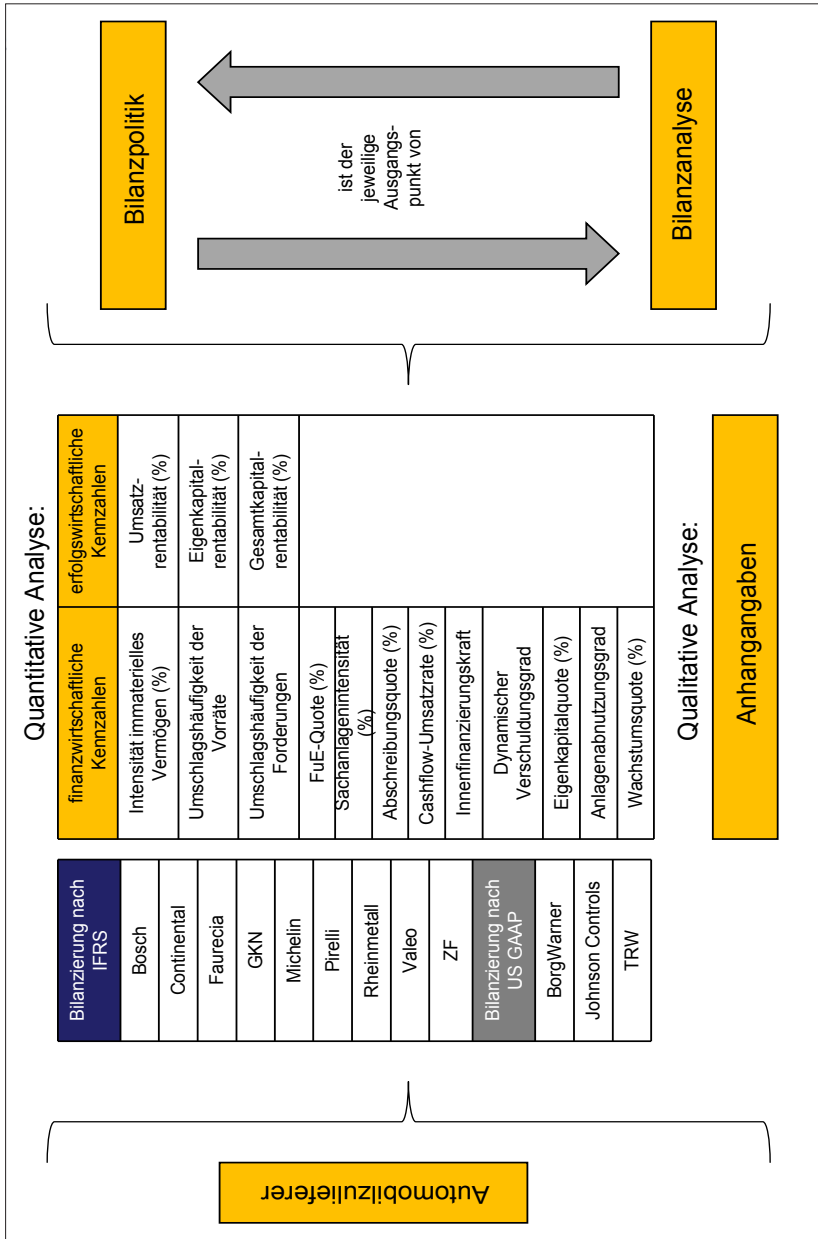 Automobilzulieferer
Bilanzierung nach
IFRS
Bosch
Continental
Faurecia
GKN
Michelin
Pirelli
Rheinmetall
Valeo
ZF
Bilanzierung nach
US GAAP
BorgWarner
Johnson Controls
TRW
Quantitative Analyse:
finanzwirtschaftliche
Kennzahlen
Intensität immaterielles
Vermögen (%)
Umschlagshäufigkeit der
Vorräte
Umschlagshäufigkeit der
Forderungen
FuE-Quote (%)
Sachanlagenintensität
(%)
Abschreibungsquote (%)
Cashflow-Umsatzrate (%)
Innenfinanzierungskraft
Dynamischer
Verschuldungsgrad
Eigenkapitalquote (%)
Anlagenabnutzungsgrad
Wachstumsquote (%)
erfolgswirtschaftliche
Kennzahlen
Umsatz-
rentabilität (%)
Eigenkapital-
rentabilität (%)
Gesamtkapital-
rentabilität (%)
Qualitative Analyse:
Anhangangaben
Bilanzpolitik
ist der
jeweilige
Ausgangs-
punkt von
Bilanzanalyse